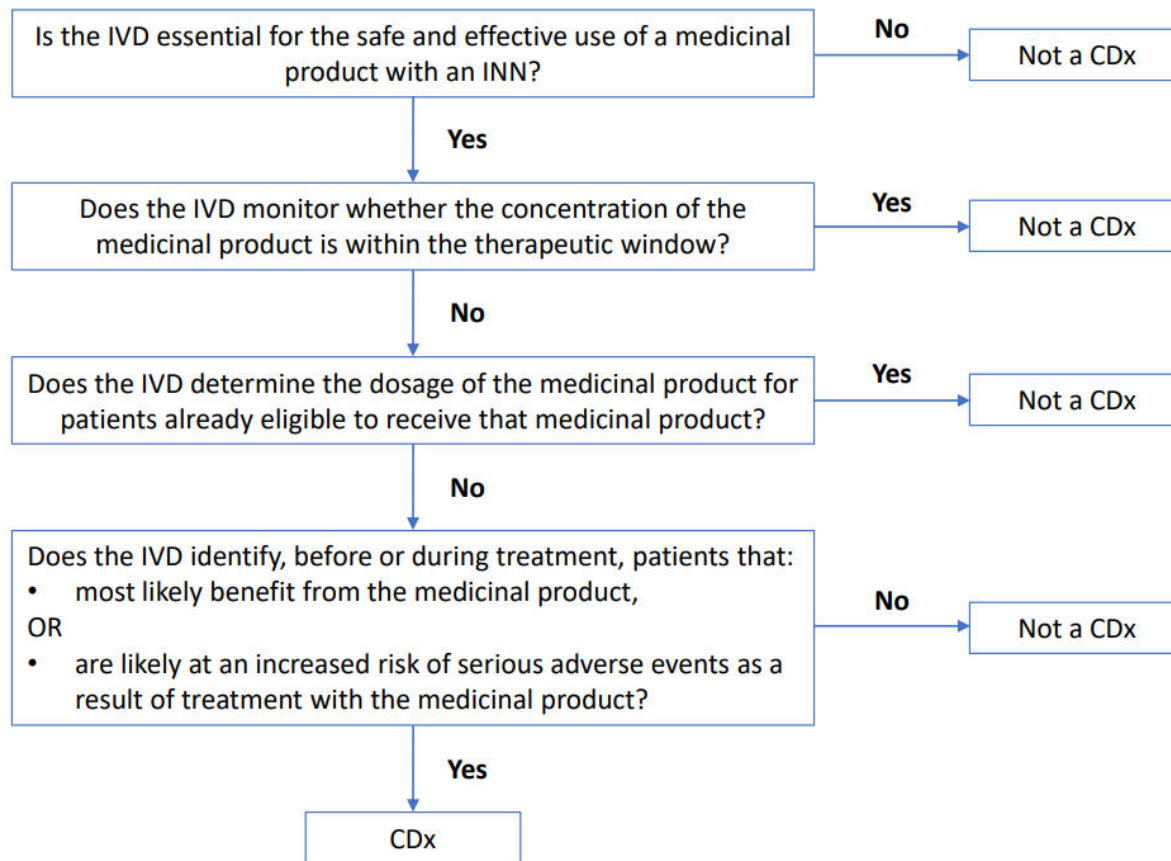 Is the IVD essential for the safe and effective use of a medicinal
product with an INN?
No
Not a CDx
Yes
Does the IVD monitor whether the concentration of the
medicinal product is within the therapeutic window?
Yes
Not a CDx
No
Does the IVD determine the dosage of the medicinal product for
patients already eligible to receive that medicinal product?
Yes
Not a CDx
No
Does the IVD identify, before or during treatment, patients that:
• most likely benefit from the medicinal product,
OR
• are likely at an increased risk of serious adverse events as a
result of treatment with the medicinal product?
No
Not a CDx
Yes
CDx